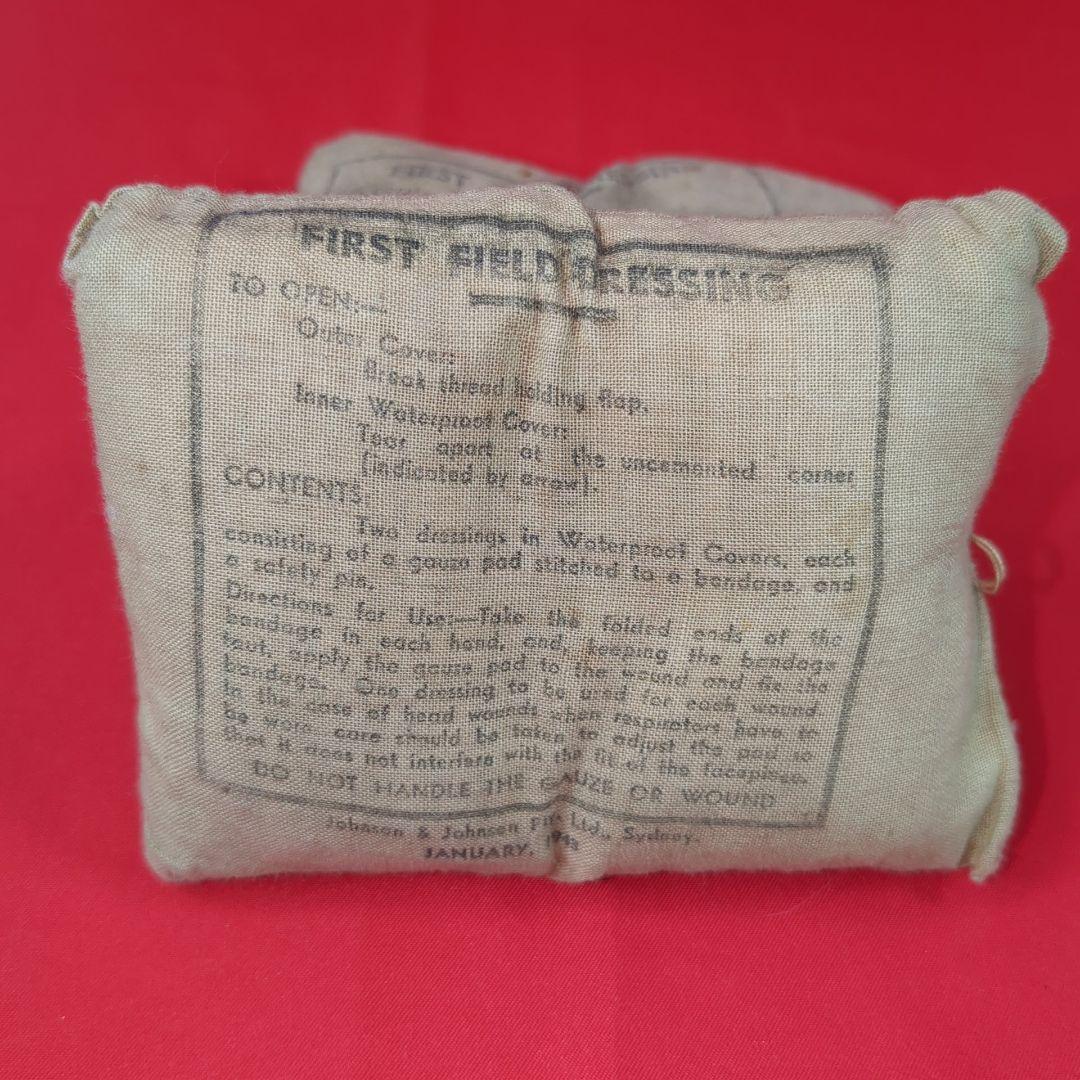 FIRST
FIRST FIELD DRESSING
TO OPEN:—
Outer Cover:
Break thread holding flap.
Inner Waterproof Cover:
Tear apart at the uncemented corner
(indicated by arrow).
CONTENTS
Two dressings in Waterproof Covers, each
consisting of a gauze pad stitched to a bandage, and
a safety pin.
Directions for Use:—Take the folded ends of the
bandage in each hand, and, keeping the bandage
taut, apply the gauze pad to the wound and fix the
bandage. One dressing to be used for each wound.
In the case of head wounds when respirators have to
be worn care should be taken to adjust the pad so
that it does not interfere with the fit of the facepiece.
DO NOT HANDLE THE GAUZE OR WOUND
Johnson & Johnson Pty. Ltd., Sydney.
JANUARY,